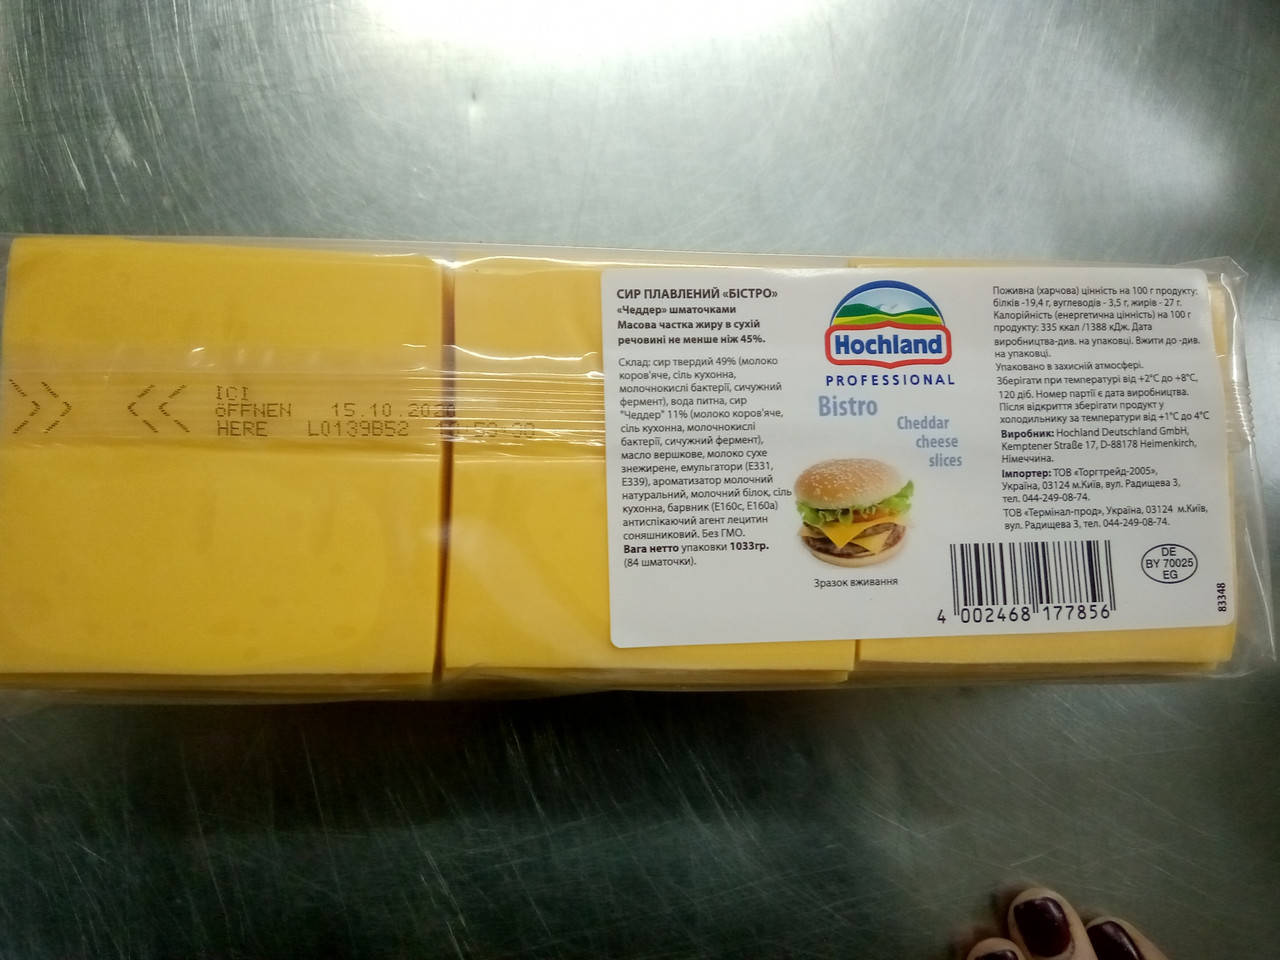 ICI
ÖFFNEN 15.10.2020
HERE L0139B52
СИР ПЛАВЛЕНИЙ «БІСТРО»
«Чеддер» шматочками
Масова частка жиру в сухій
речовині не менше ніж 45%.
Склад: сир твердий 49% (молоко
коров'яче, сіль кухонна,
молочнокислі бактерії, сичужний
фермент), вода питна, сир
"Чеддер" 11% (молоко коров'яче,
сіль кухонна, молочнокислі
бактерії, сичужний фермент),
масло вершкове, молоко сухе
знежирене, емульгатори (Е331,
Е339), ароматизатор молочний
натуральний, молочний білок, сіль
кухонна, барвник (Е160с, Е160а)
антиспікаючий агент лецитин
соняшниковий. Без ГМО.
Вага нетто упаковки 1033гр.
(84 шматочки).
Hochland
PROFESSIONAL
Bistro
Cheddar
cheese
slices
Зразок вживання
Поживна (харчова) цінність на 100 г продукту:
білків -19,4 г, вуглеводів - 3,5 г, жирів - 27 г.
Калорійність (енергетична цінність) на 100 г
продукту: 335 ккал /1388 кДж. Дата
виробництва-див. на упаковці. Вжити до -див.
на упаковці.
Упаковано в захисній атмосфері.
Зберігати при температурі від +2°С до +8°С,
120 діб. Номер партії є дата виробництва.
Після відкриття зберігати продукт у
холодильнику за температури від +1°С до 4°С
Виробник: Hochland Deutschland GmbH,
Kemptener Straße 17, D-88178 Heimenkirch,
Німеччина.
Імпортер: ТОВ «Торгтрейд-2005»,
Україна, 03124 м.Київ, вул. Радищева 3,
тел. 044-249-08-74.
ТОВ «Термінал-прод», Україна, 03124 м.Київ,
вул. Радищева 3, тел. 044-249-08-74.
4 002468 177856
DE
BY 70025
EG
83348